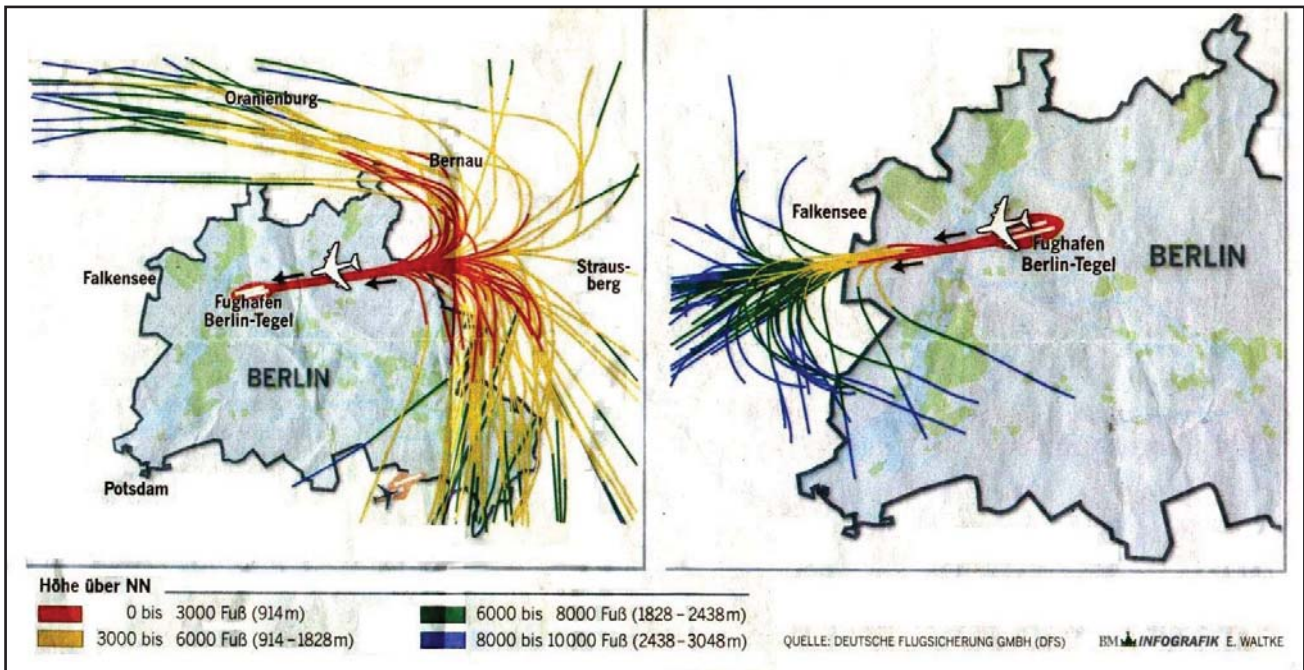 Oranienburg
Bernau
Falkensee
Straus-
berg
Fughafen
Berlin-Tegel
BERLIN
Potsdam
Falkensee
Fughafen
Berlin-Tegel
BERLIN
Höhe über NN
0 bis 3000 Fuß (914m)
3000 bis 6000 Fuß (914–1828m)
6000 bis 8000 Fuß (1828–2438m)
8000 bis 10000 Fuß (2438–3048m)
QUELLE: DEUTSCHE FLUGSICHERUNG GMBH (DFS)
BM INFOGRAFIK E. WALTKE